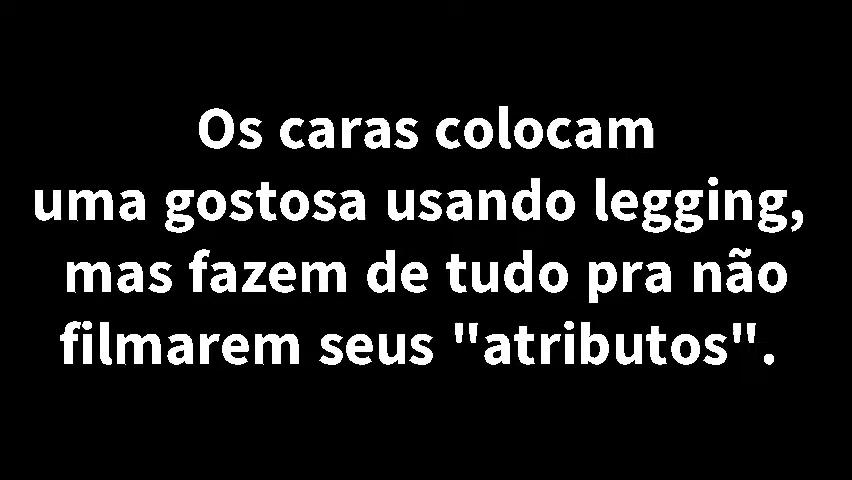 Os caras colocam
uma gostosa usando legging,
mas fazem de tudo pra não
filmarem seus "atributos".